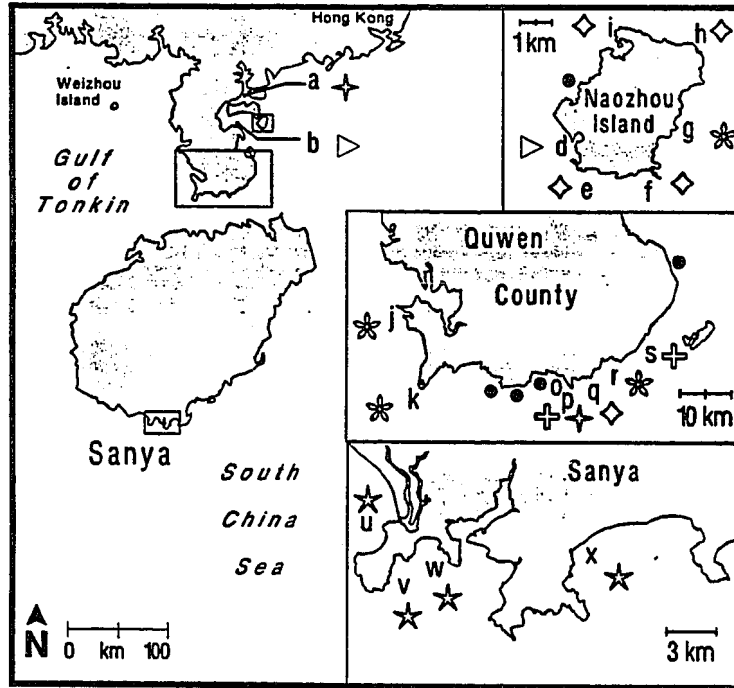 Hong Kong
a
Weizhou
Island
b
Gulf
of
Tonkin
Sanya
South
China
Sea
N
0 km 100
1km
i
h
Naozhou
Island
g
d
e
f
Quwen
County
j
k
o
p
q
r
s
10 km
Sanya
u
v
w
x
3 km